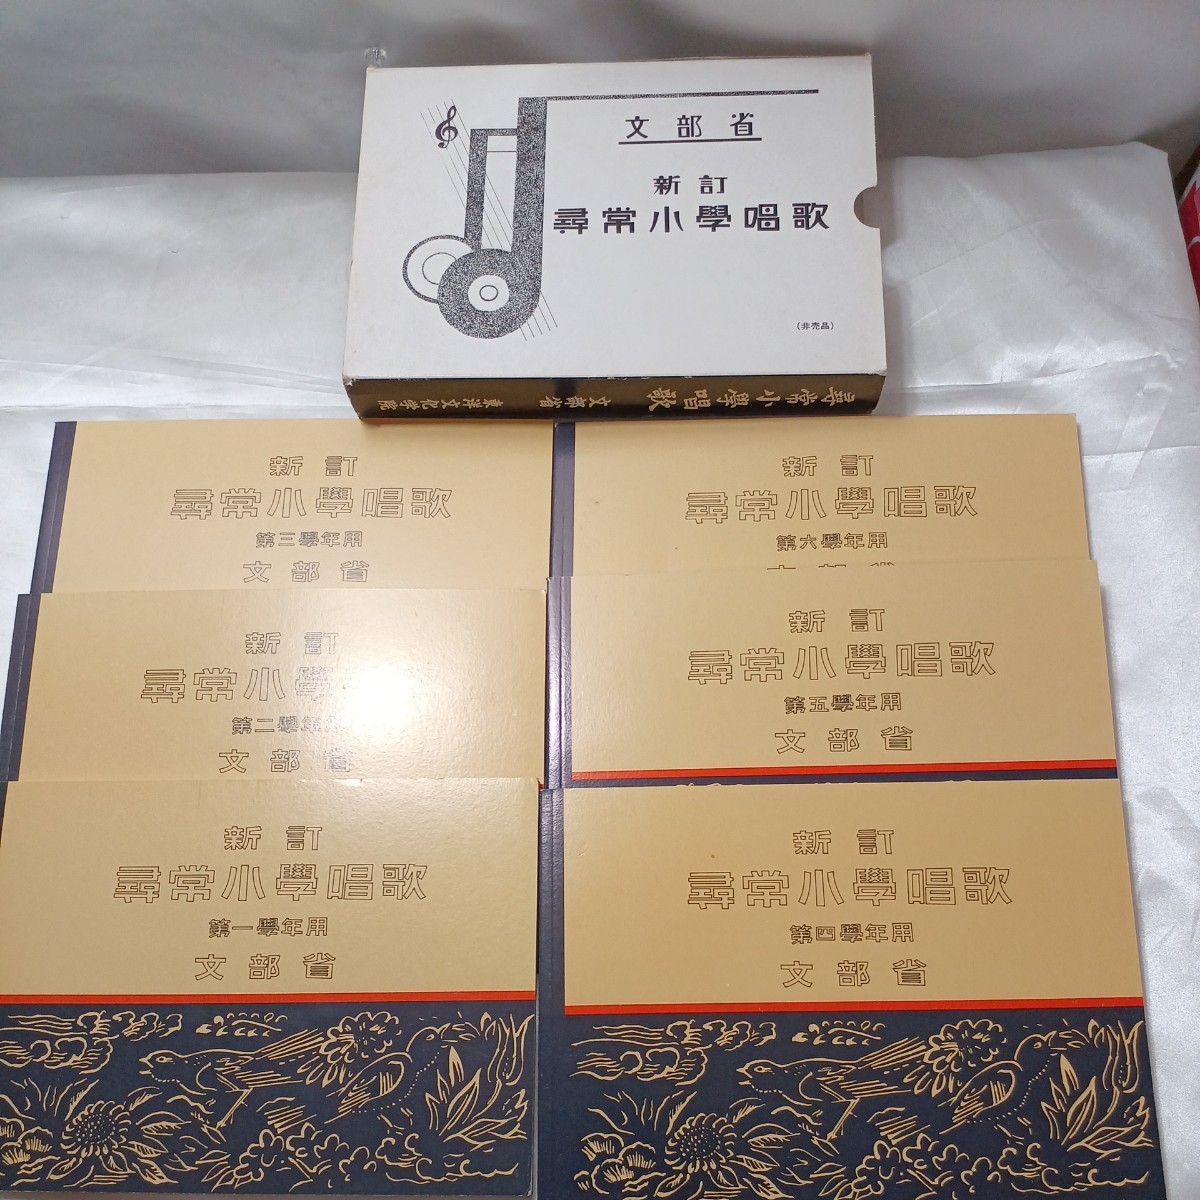 文部省
新訂
尋常小學唱歌
(非売品)
尋常小學唱歌 文部省 東洋文化学院
新訂
尋常小學唱歌
第三學年用
文部省
新訂
尋常小學唱歌
第六學年用
文部省
新訂
尋常小學
第二學年用
文部省
新訂
尋常小學唱歌
第五學年用
文部省
新訂
尋常小學唱歌
第一學年用
文部省
新訂
尋常小學唱歌
第四學年用
文部省